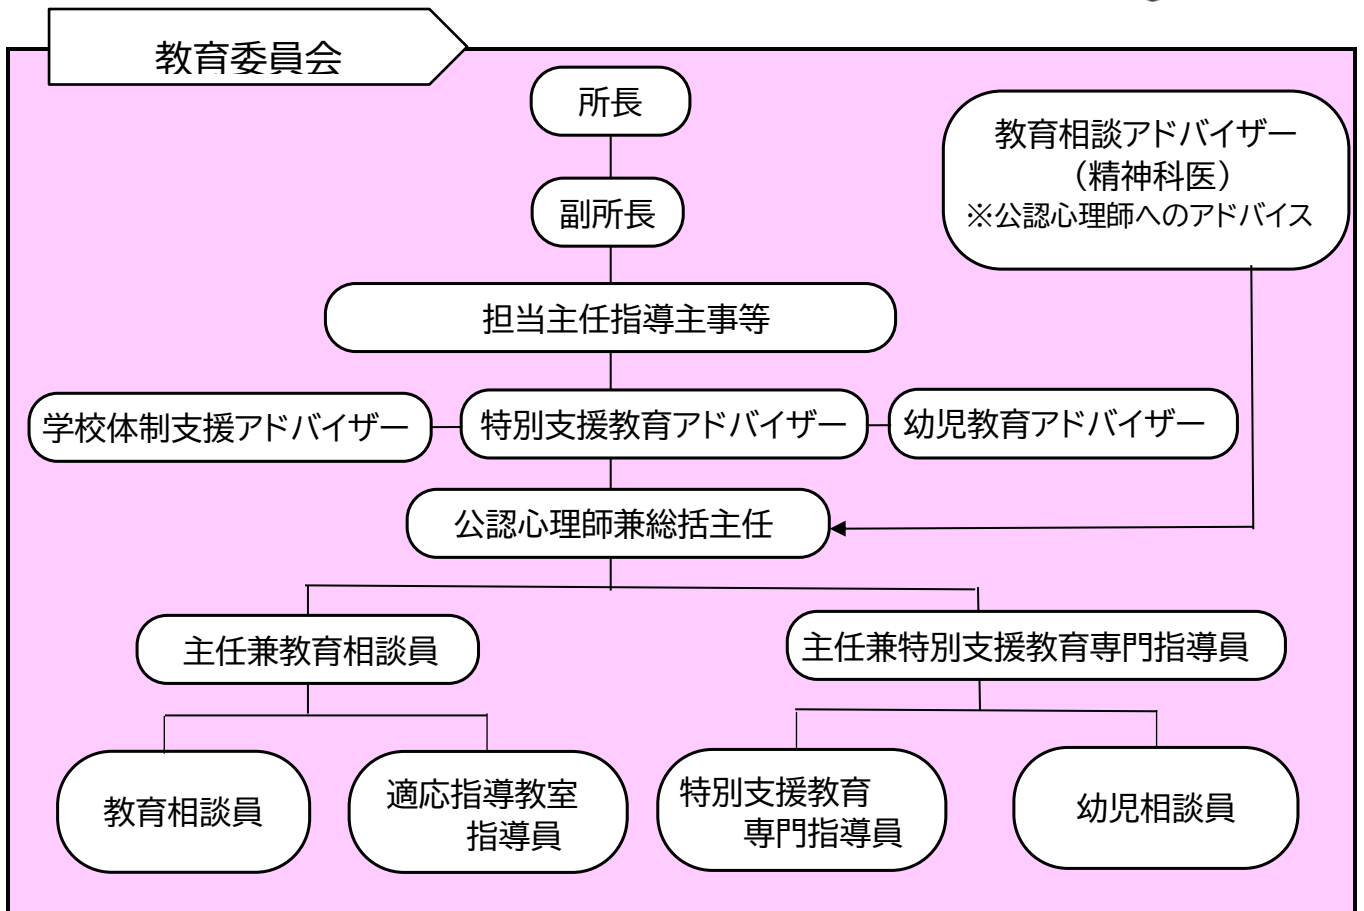 教育委員会
所長
教育相談アドバイザー
（精神科医）
※公認心理師へのアドバイス
副所長
担当主任指導主事等
学校体制支援アドバイザー
特別支援教育アドバイザー
幼児教育アドバイザー
公認心理師兼総括主任
主任兼教育相談員
主任兼特別支援教育専門指導員
教育相談員
適応指導教室
指導員
特別支援教育
専門指導員
幼児相談員